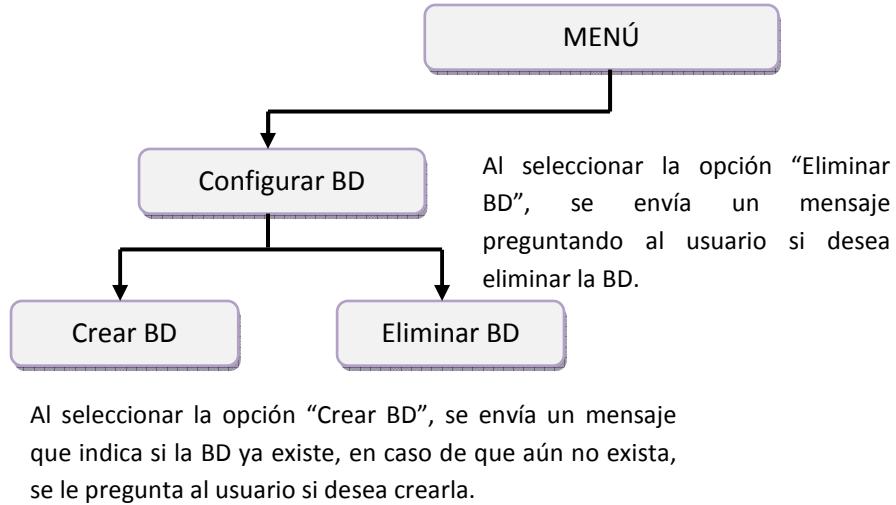 MENÚ
Configurar BD
Al seleccionar la opción “Eliminar
BD”, se envía un mensaje
preguntando al usuario si desea
eliminar la BD.
Crear BD
Eliminar BD
Al seleccionar la opción “Crear BD”, se envía un mensaje
que indica si la BD ya existe, en caso de que aún no exista,
se le pregunta al usuario si desea crearla.